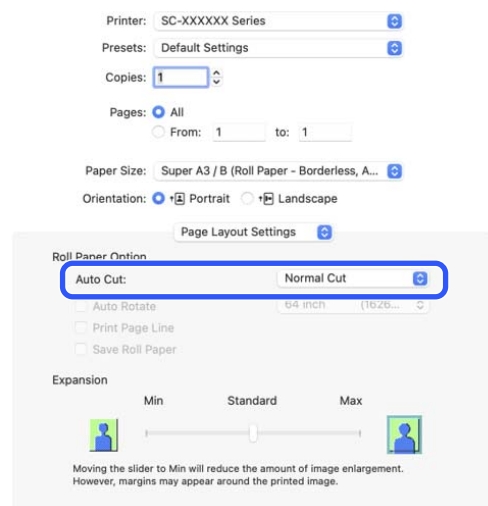 Printer: SC-XXXXXX Series
Presets: Default Settings
Copies: 1
Pages: All
From: 1 to: 1
Paper Size: Super A3 / B (Roll Paper - Borderless, A...
Orientation: Portrait Landscape
Page Layout Settings
Roll Paper Option
Auto Cut: Normal Cut
Auto Rotate 64 inch (1626...
Print Page Line
Save Roll Paper
Expansion
Min Standard Max
Moving the slider to Min will reduce the amount of image enlargement.
However, margins may appear around the printed image.